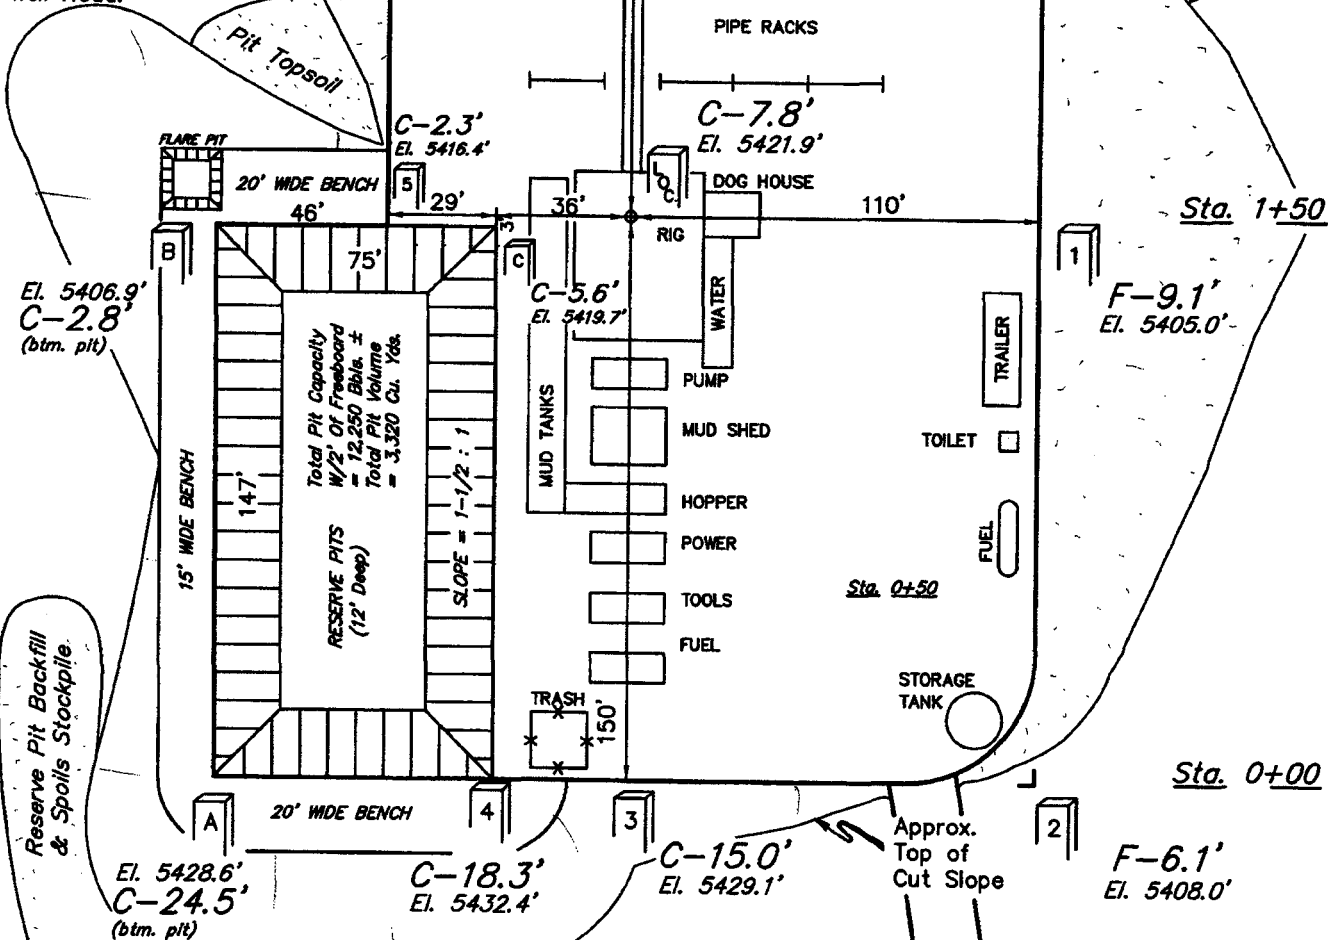 PIPE RACKS
Pit Topsoil
C-7.8'
El. 5421.9'
C-2.3'
El. 5416.4'
FLARE PIT
20' WIDE BENCH
5
29'
46'
3'
36'
LOC.
DOG HOUSE
RIG
110'
Sta. 1+50
B
75'
C
1
El. 5406.9'
C-2.8'
(btm. pit)
C-5.6'
El. 5419.7'
WATER
F-9.1'
El. 5405.0'
TRAILER
Total Pit Capacity
W/2' Of Freeboard
= 12,250 Bbls. ±
Total Pit Volume
= 3,320 Cu. Yds.
PUMP
MUD SHED
MUD TANKS
TOILET
HOPPER
147'
15' WIDE BENCH
SLOPE = 1-1/2 : 1
RESERVE PITS
(12' Deep)
POWER
FUEL
Sta. 0+50
TOOLS
FUEL
Reserve Pit Backfill
& Spoils Stockpile
STORAGE
TANK
TRASH
150'
Sta. 0+00
A
20' WIDE BENCH
4
3
2
Approx.
Top of
Cut Slope
El. 5428.6'
C-24.5'
(btm. pit)
C-18.3'
El. 5432.4'
C-15.0'
El. 5429.1'
F-6.1'
El. 5408.0'